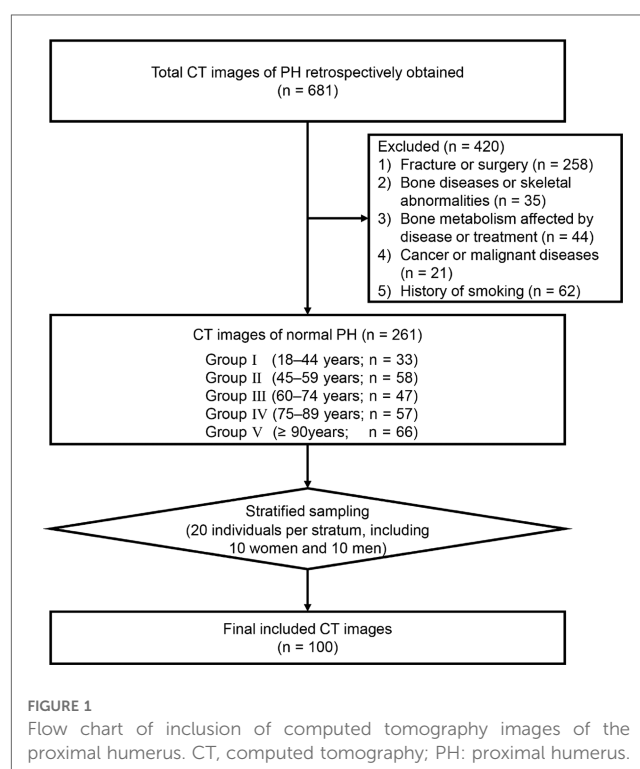 Total CT images of PH retrospectively obtained
(n = 681)
Excluded (n = 420)
1) Fracture or surgery (n = 258)
2) Bone diseases or skeletal
abnormalities (n = 35)
3) Bone metabolism affected by
disease or treatment (n = 44)
4) Cancer or malignant diseases
(n = 21)
5) History of smoking (n = 62)
CT images of normal PH (n = 261)
Group I (18–44 years; n = 33)
Group II (45–59 years; n = 58)
Group III (60–74 years; n = 47)
Group IV (75–89 years; n = 57)
Group V (≥ 90years; n = 66)
Stratified sampling
(20 individuals per stratum, including
10 women and 10 men)
Final included CT images
(n = 100)
FIGURE 1
Flow chart of inclusion of computed tomography images of the
proximal humerus. CT, computed tomography; PH: proximal humerus.